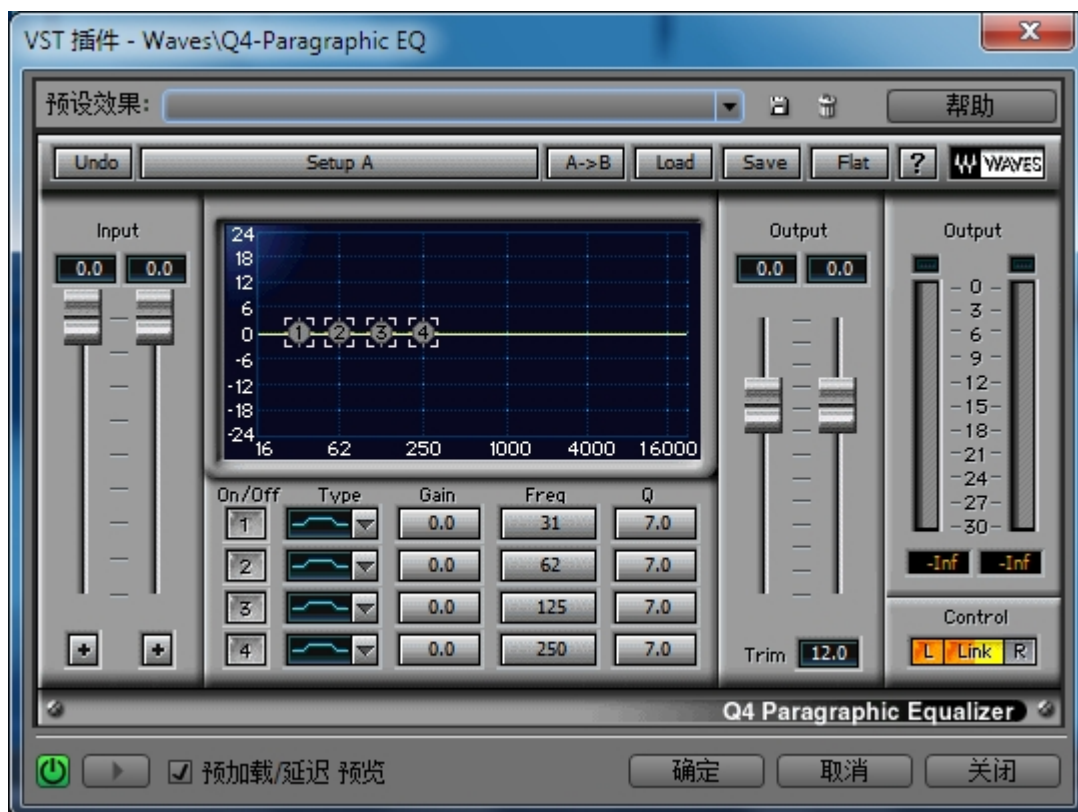 VST 插件 - Waves\Q4-Paragraphic EQ
预设效果:
帮助
Undo Setup A A->B Load Save Flat ? WAVES
Input
0.0 0.0
24
18
12
6
0
-6
-12
-18
-24
1 2 3 4
16 62 250 1000 4000 16000
On/Off Type Gain Freq Q
1 0.0 31 7.0
2 0.0 62 7.0
3 0.0 125 7.0
4 0.0 250 7.0
Output
0.0 0.0
Trim 12.0
Output
0
3
6
9
-12-
-15-
-18-
-21-
-24-
-27-
-30-
-Inf -Inf
Control
L Link R
Q4 Paragraphic Equalizer
预加载/延迟 预览
确定 取消 关闭